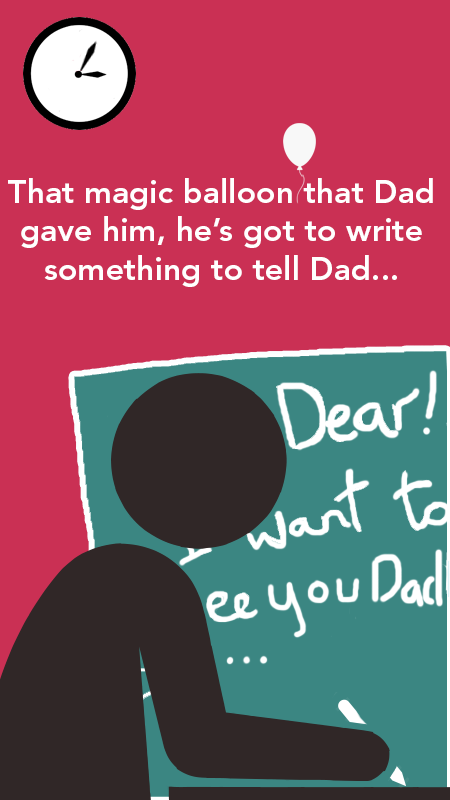 That magic balloon that Dad
gave him, he's got to write
something to tell Dad...
Dear!
I want to
ee you Dad!
...